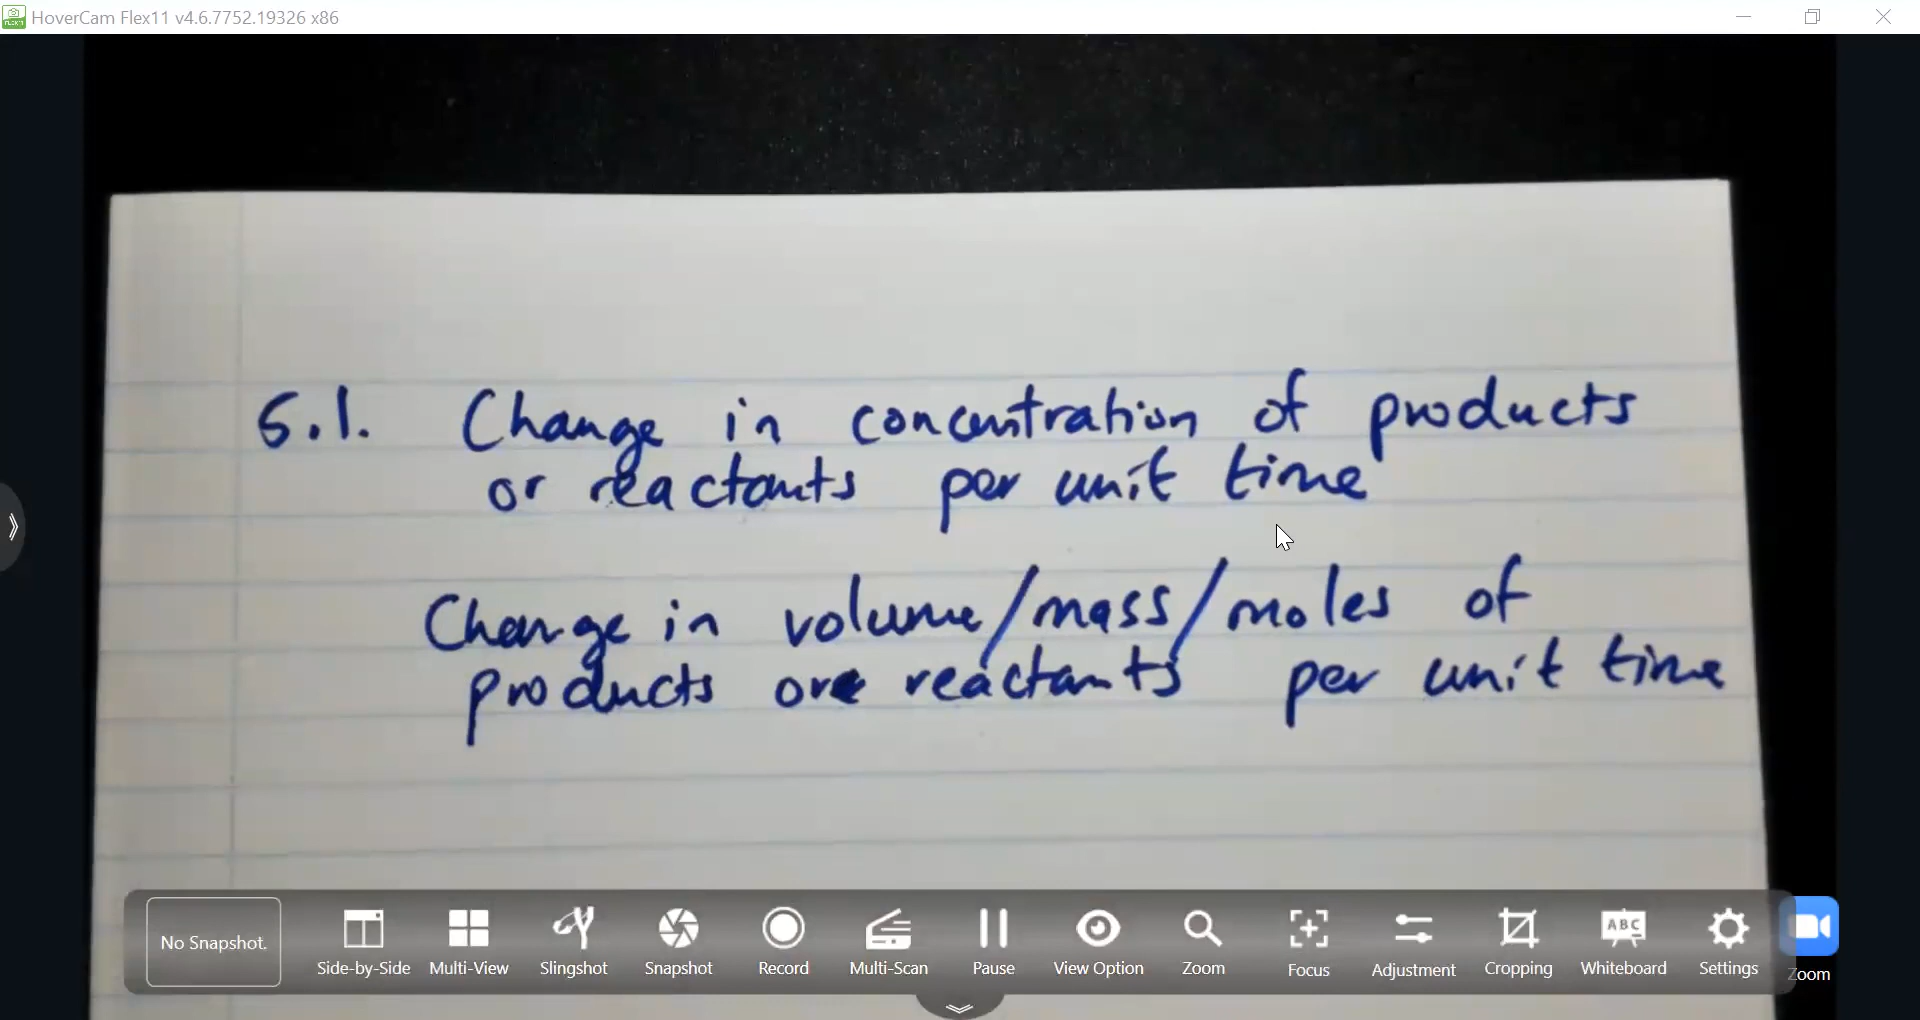 HoverCam Flex11 v4.6.7752.19326 x86
5.1. Change in concentration of products
or reactants per unit time
Change in volume/mass/moles of
products or reactants per unit time
No Snapshot.
Side-by-Side Multi-View Slingshot Snapshot Record Multi-Scan Pause View Option Zoom Focus Adjustment Cropping Whiteboard Settings Zoom
ABC